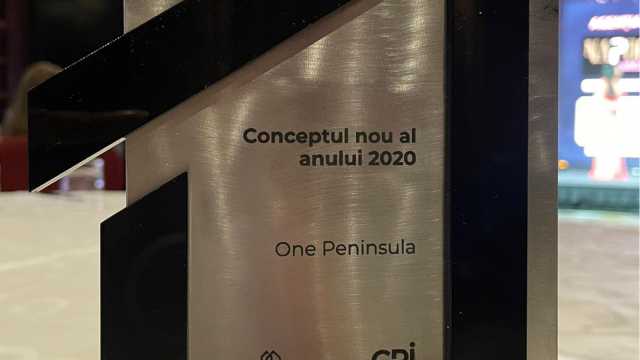 Conceptul nou al
anului 2020
One Peninsula